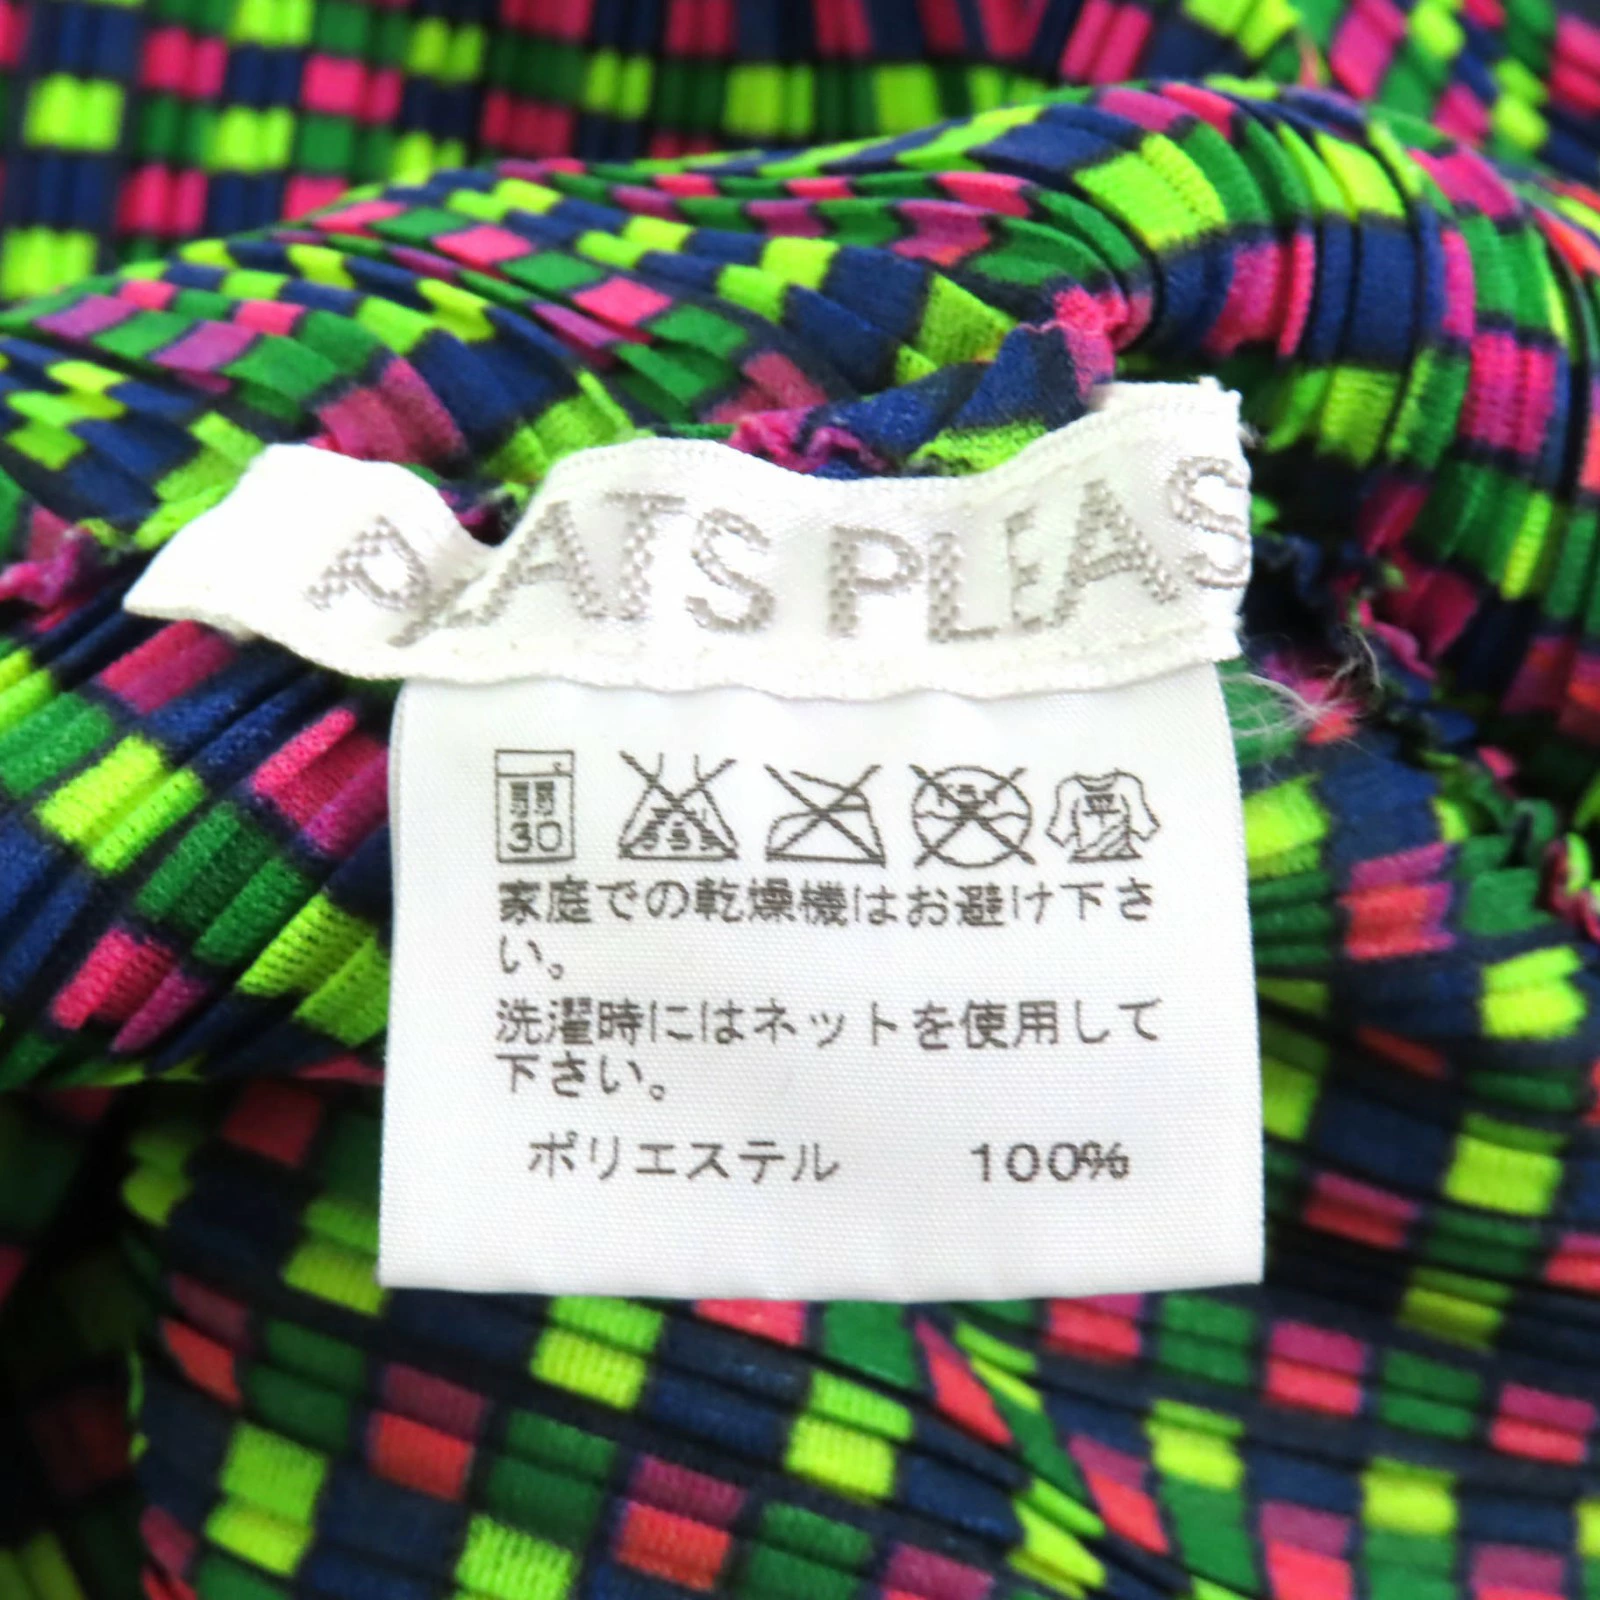 PLEATS PLEAS
30
平
家庭での乾燥機はお避け下さ
い。
洗濯時にはネットを使用して
下さい。
ポリエステル 100%